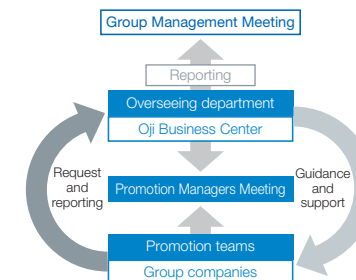 Group Management Meeting
Reporting
Overseeing department
Oji Business Center
Request
and
reporting
Promotion Managers Meeting
Guidance
and
support
Promotion teams
Group companies